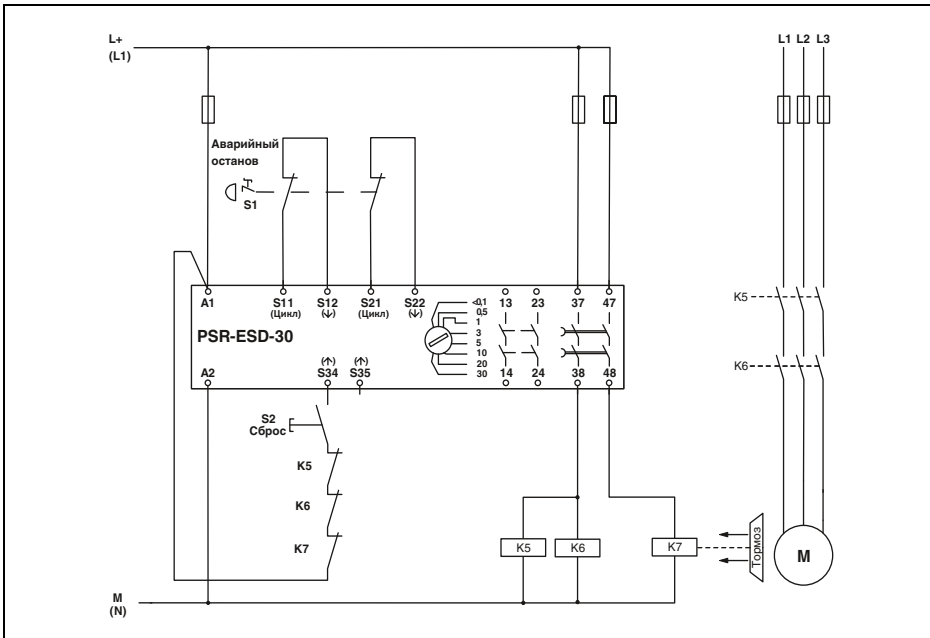 L+
(L1)
L1 L2 L3
Аварийный
останов
S1
A1 S11 S12 S21 S22 13 23 37 47
(Цикл) (↓) (Цикл) (↓)
<0,1
0,5
1
3
5
10
20
30
PSR-ESD-30
(↑) (↑)
A2 S34 S35 14 24 38 48
K5
K6
S2
Сброс
K5
K6
K7
K5 K6 K7
Тормоз
M
M
(N)